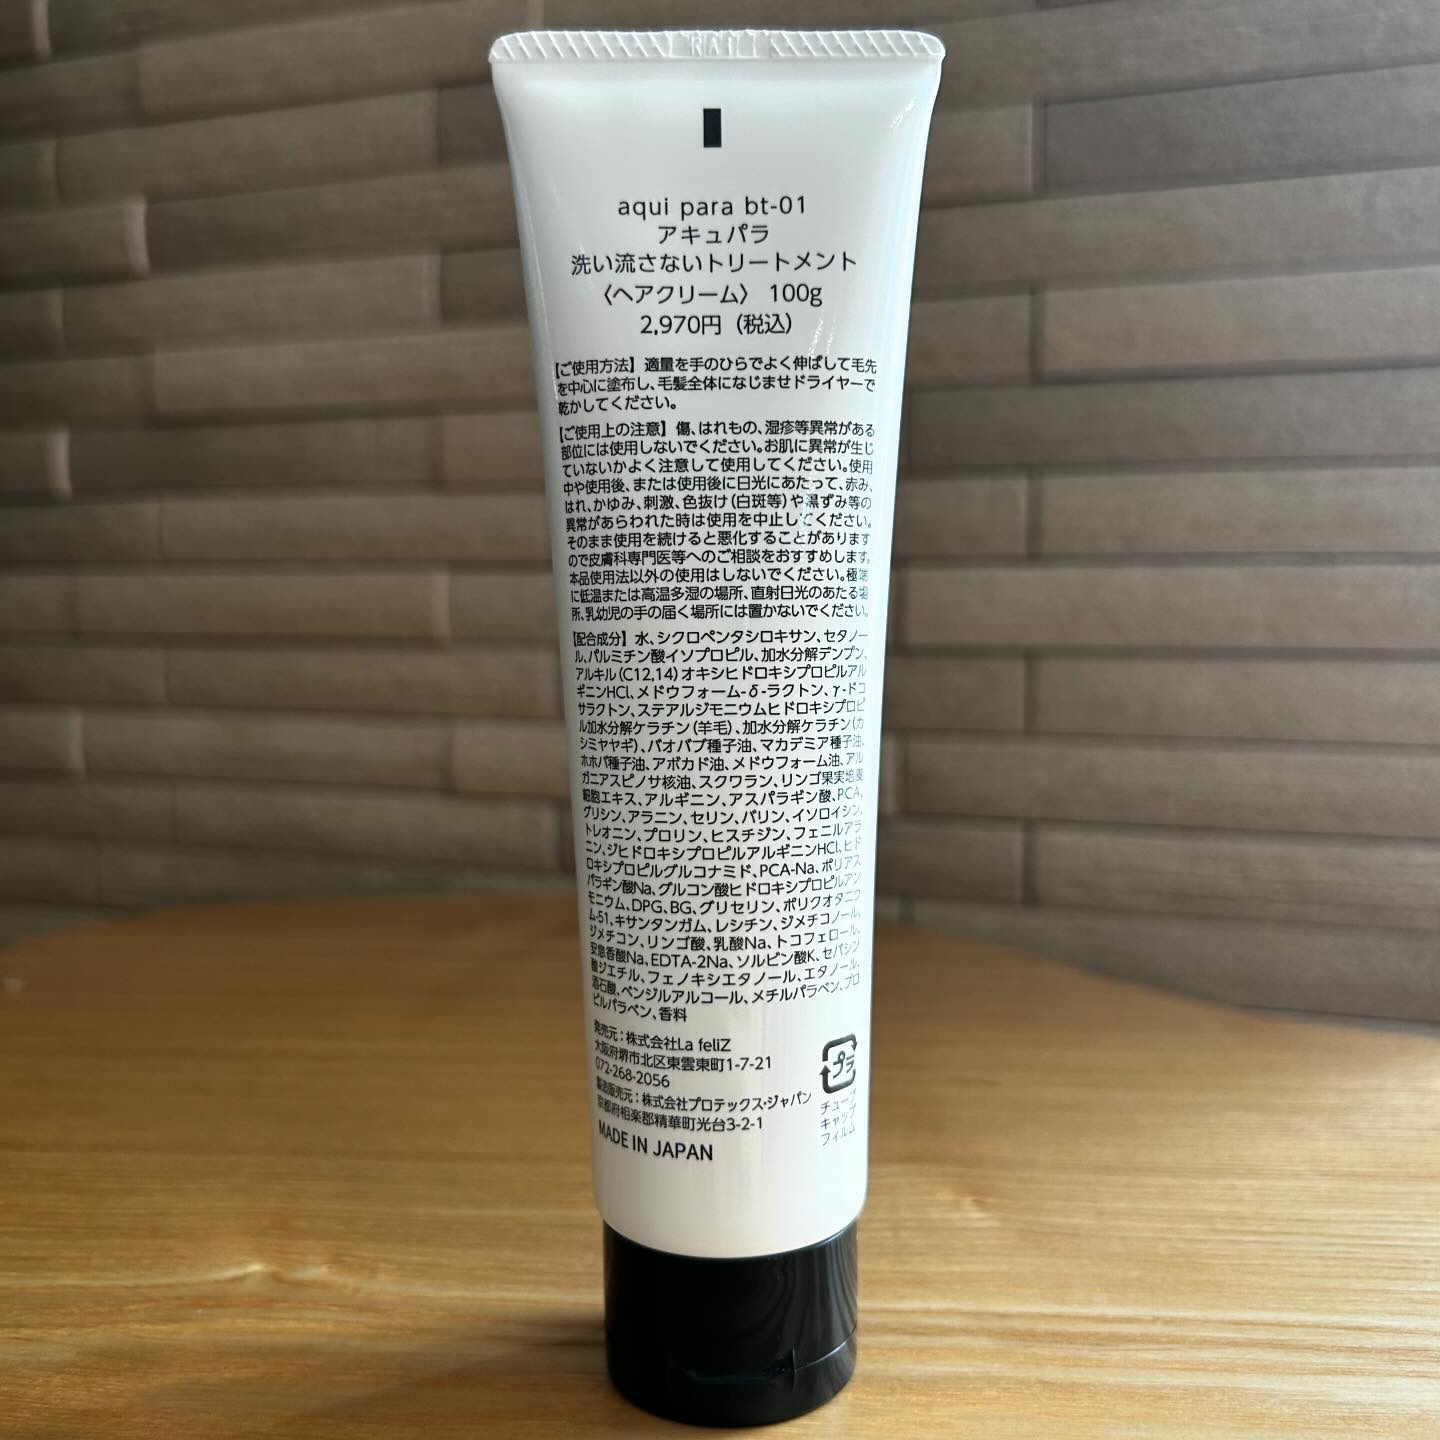 RAI
aqui para bt-01
アキュパラ
洗い流さないトリートメント
〈ヘアクリーム〉 100g
2,970円（税込）
【ご使用方法】適量を手のひらでよく伸ばして毛先
を中心に塗布し、毛髪全体になじませドライヤーで
乾かしてください。
【ご使用上の注意】傷、はれもの、湿疹等異常がある
部位には使用しないでください。お肌に異常が生じ
ていないかよく注意して使用してください。使用
中や使用後、または使用後に日光にあたって、赤み、
はれ、かゆみ、刺激、色抜け（白斑等）や黒ずみ等の
異常があらわれた時は使用を中止してください。
そのまま使用を続けると悪化することがあります
ので皮膚科専門医等へのご相談をおすすめします。
本品使用法以外の使用はしないでください。極端
に低温または高温多湿の場所、直射日光のあたる場
所、乳幼児の手の届く場所には置かないでください。
【配合成分】水、シクロペンタシロキサン、セタノー
ル、パルミチン酸イソプロピル、加水分解デンプン、
アルキル（C12,14）オキシヒドロキシプロピルアル
ギニンHCl、メドウフォーム-δ-ラクトン、γ-ドコ
サラクトン、ステアルジモニウムヒドロキシプロピ
ル加水分解ケラチン（羊毛）、加水分解ケラチン（カ
シミヤヤギ）、バオバブ種子油、マカデミア種子油、
ホホバ種子油、アボカド油、メドウフォーム油、アル
ガニアスピノサ核油、スクワラン、リンゴ果実培養
細胞エキス、アルギニン、アスパラギン酸、PCA、
グリシン、アラニン、セリン、バリン、イソロイシン、
トレオニン、プロリン、ヒスチジン、フェニルアラ
ニン、ジヒドロキシプロピルアルギニンHCl、ヒド
ロキシプロピルグルコナミド、PCA-Na、ポリアス
パラギン酸Na、グルコン酸ヒドロキシプロピルアン
モニウム、DPG、BG、グリセリン、ポリクオタニウ
ム-51、キサンタンガム、レシチン、ジメチコノール、
ジメチコン、リンゴ酸、乳酸Na、トコフェロール、
安息香酸Na、EDTA-2Na、ソルビン酸K、セバシン
酸ジエチル、フェノキシエタノール、エタノール、
酒石酸、ベンジルアルコール、メチルパラベン、プロ
ピルパラベン、香料
発売元：株式会社La feliZ
大阪府堺市北区東雲東町1-7-21
072-268-2056
製造販売元：株式会社プロテックス・ジャパン
京都府相楽郡精華町光台3-2-1
MADE IN JAPAN
プラ
チューブ
キャップ
フィルム